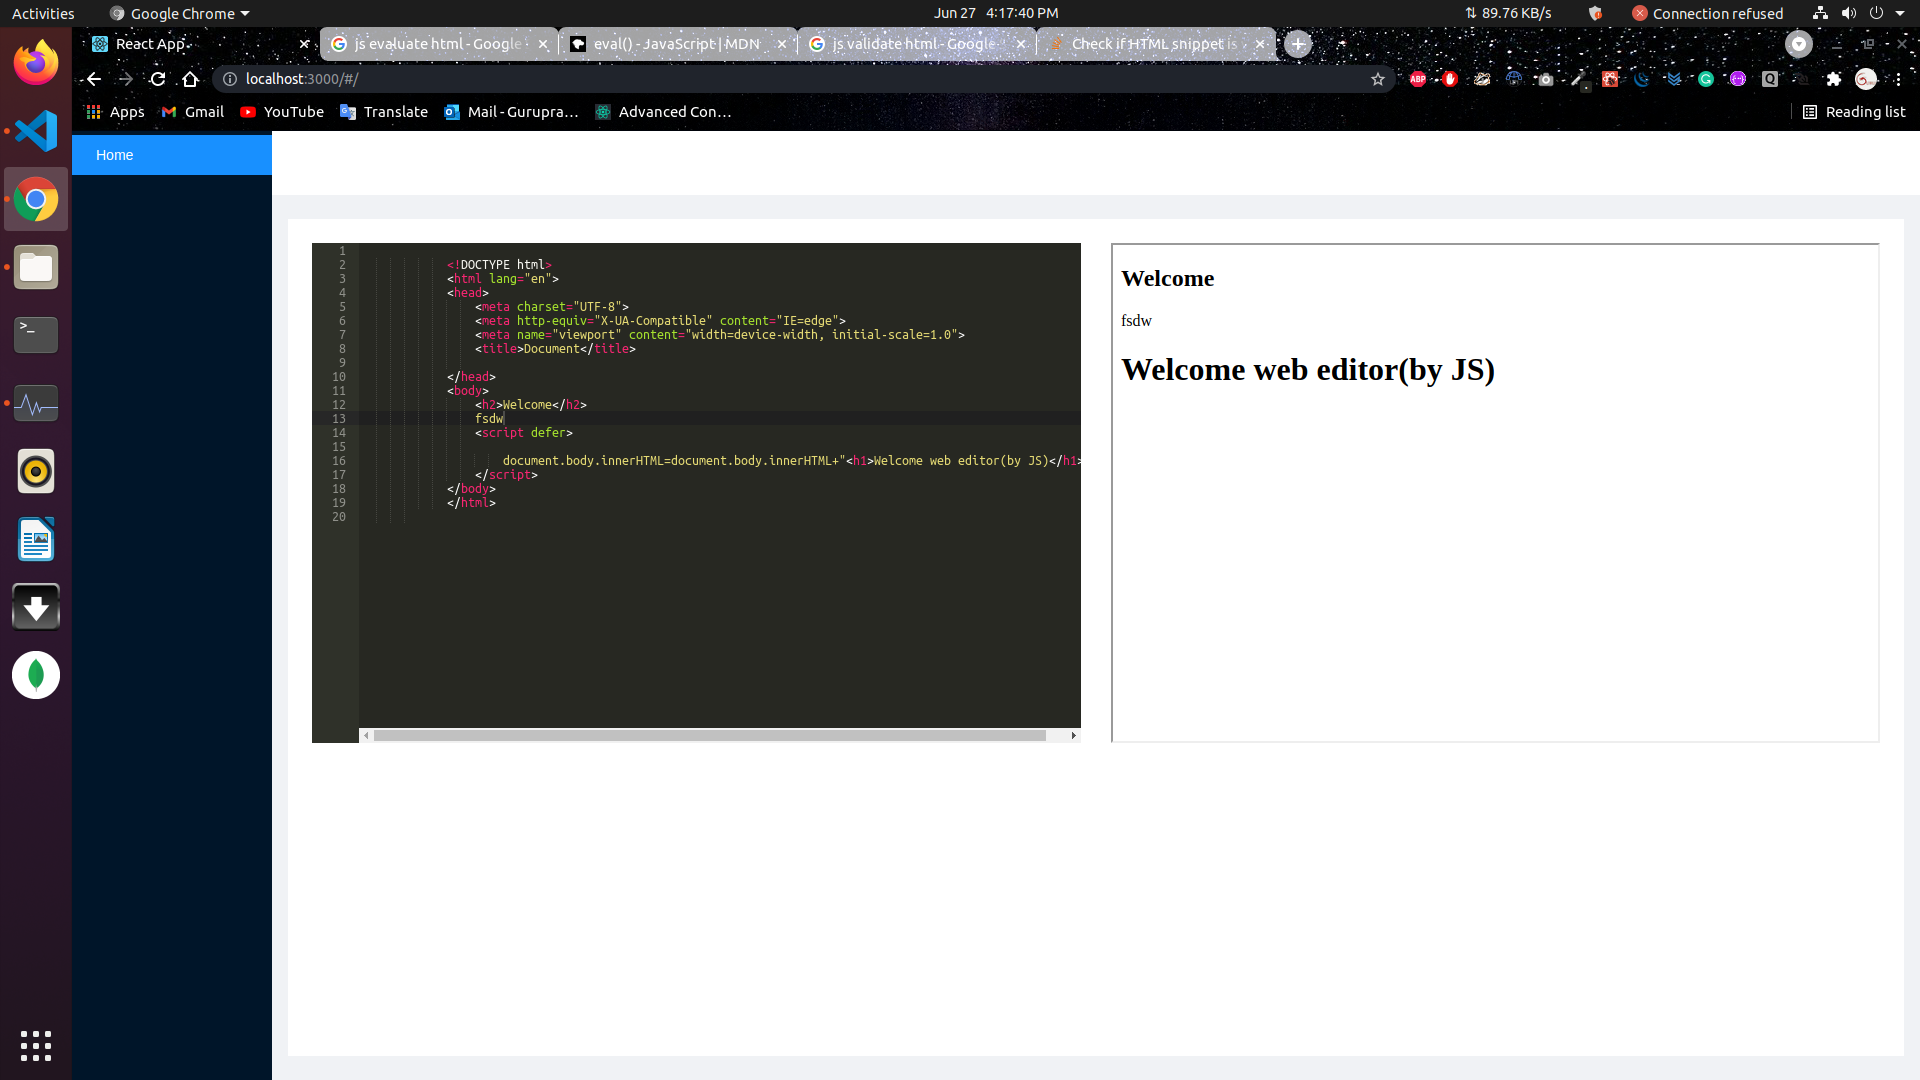 Activities
Google Chrome
Jun 27 4:17:40 PM
89.76 KB/s
Connection refused
React App
js evaluate html - Google
eval() - JavaScript | MDN
js validate html - Google
Check if HTML snippet is
localhost:3000/#/
ABP
Apps
Gmail
YouTube
Translate
Mail - Gurupra…
Advanced Con…
Reading list
Home
1
2 <!DOCTYPE html>
3 <html lang="en">
4 <head>
5 <meta charset="UTF-8">
6 <meta http-equiv="X-UA-Compatible" content="IE=edge">
7 <meta name="viewport" content="width=device-width, initial-scale=1.0">
8 <title>Document</title>
9
10 </head>
11 <body>
12 <h2>Welcome</h2>
13 fsdw
14 <script defer>
15
16 document.body.innerHTML=document.body.innerHTML+"<h1>Welcome web editor(by JS)</h1>
17 </script>
18 </body>
19 </html>
20
Welcome
fsdw
Welcome web editor(by JS)